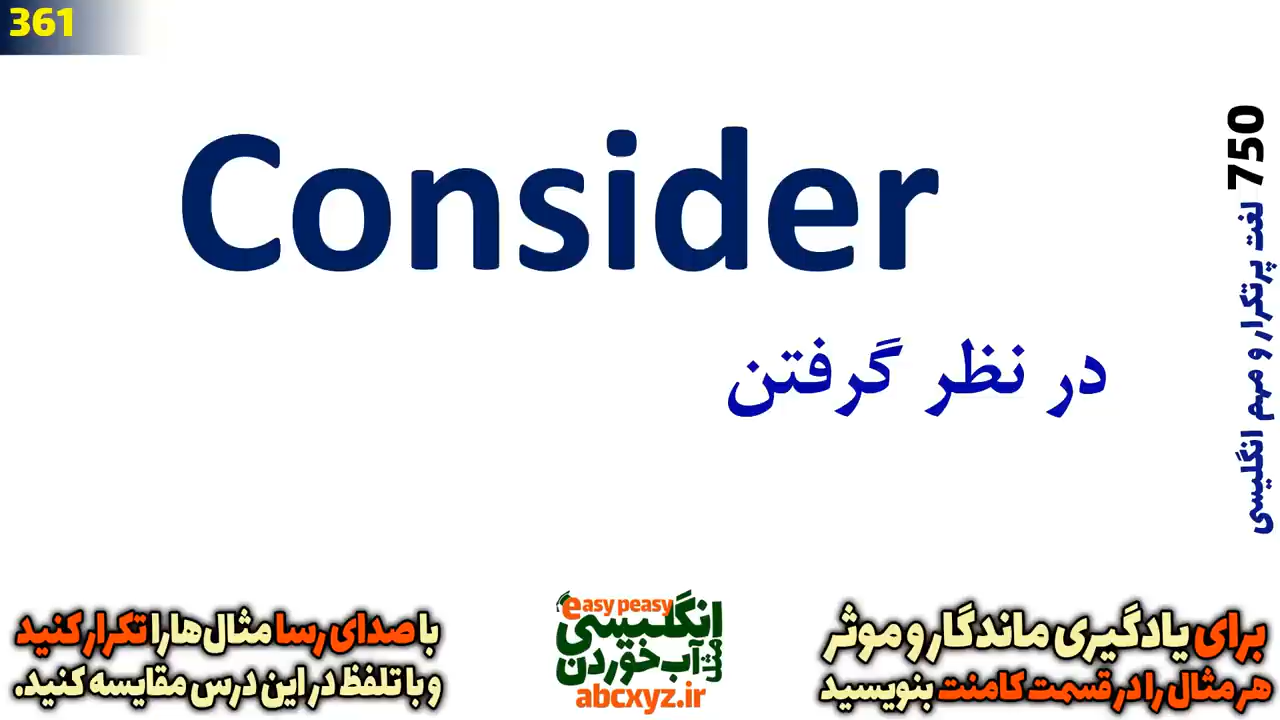 361
Consider
در نظر گرفتن
750 لغت پرتکرار و مهم انگلیسی
برای یادگیری ماندگار و موثر
هر مثال را در قسمت کامنت بنویسید
easy peasy
انگلیسی
مثل آب خوردن
abcxyz.ir
با صدای رسا مثال‌ها را تکرار کنید
و با تلفظ در این درس مقایسه کنید.